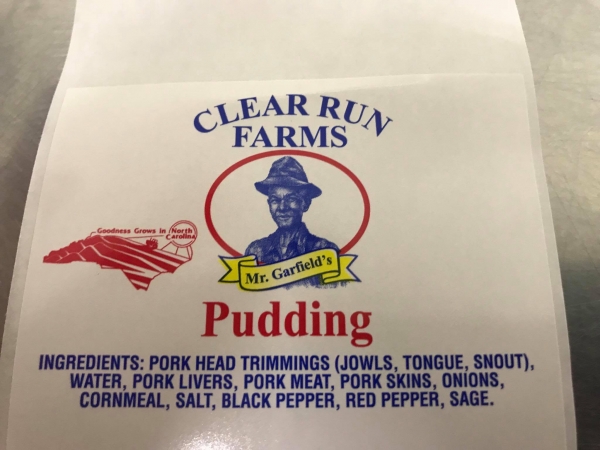 CLEAR RUN
FARMS
Goodness Grows in North
Carolina
Mr. Garfield's
Pudding
INGREDIENTS: PORK HEAD TRIMMINGS (JOWLS, TONGUE, SNOUT),
WATER, PORK LIVERS, PORK MEAT, PORK SKINS, ONIONS,
CORNMEAL, SALT, BLACK PEPPER, RED PEPPER, SAGE.